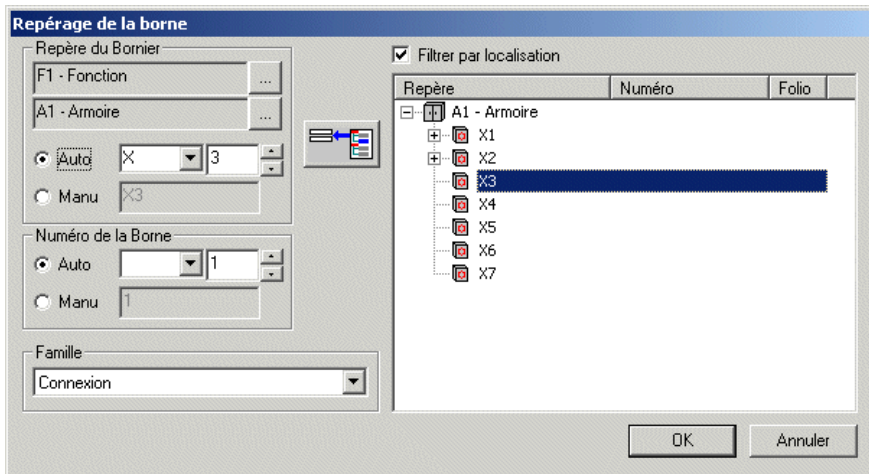 Repérage de la borne
Repère du Bornier
F1 - Fonction
...
A1 - Armoire
...
Auto
X
3
Manu
X3
Numéro de la Borne
Auto
1
Manu
1
Famille
Connexion
Filtrer par localisation
Repère Numéro Folio
A1 - Armoire
X1
X2
X3
X4
X5
X6
X7
OK
Annuler